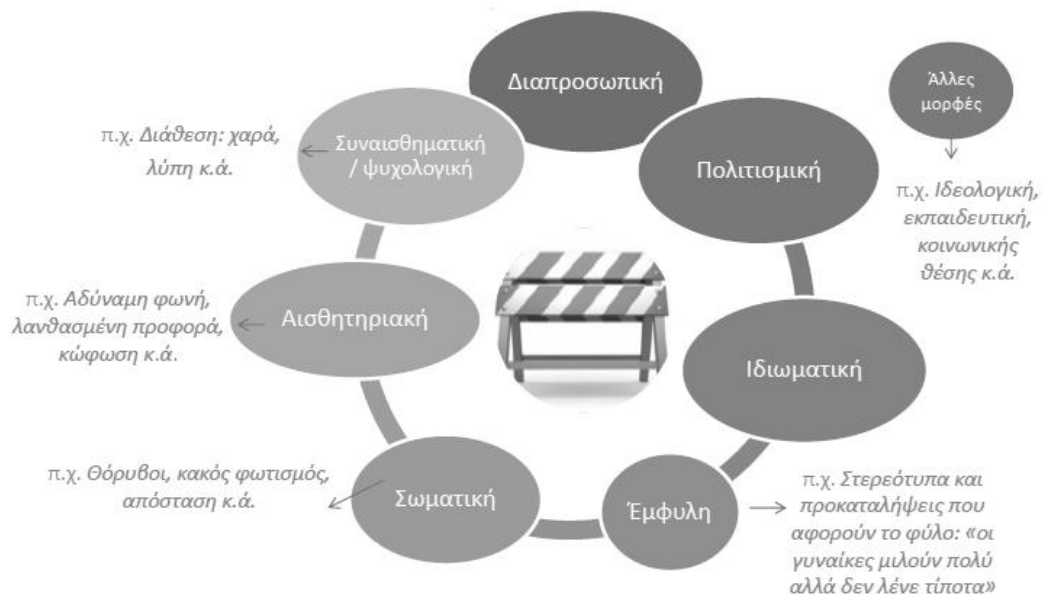 Διαπροσωπική
Πολιτισμική
Άλλες
μορφές
π.χ. Ιδεολογική,
εκπαιδευτική,
κοινωνικής
θέσης κ.ά.
Ιδιωματική
Έμφυλη
π.χ. Στερεότυπα και
προκαταλήψεις που
αφορούν το φύλο: «οι
γυναίκες μιλούν πολύ
αλλά δεν λένε τίποτα»
Σωματική
π.χ. Θόρυβοι, κακός φωτισμός,
απόσταση κ.ά.
Αισθητηριακή
π.χ. Αδύναμη φωνή,
λανθασμένη προφορά,
κώφωση κ.ά.
Συναισθηματική
/ ψυχολογική
π.χ. Διάθεση: χαρά,
λύπη κ.ά.